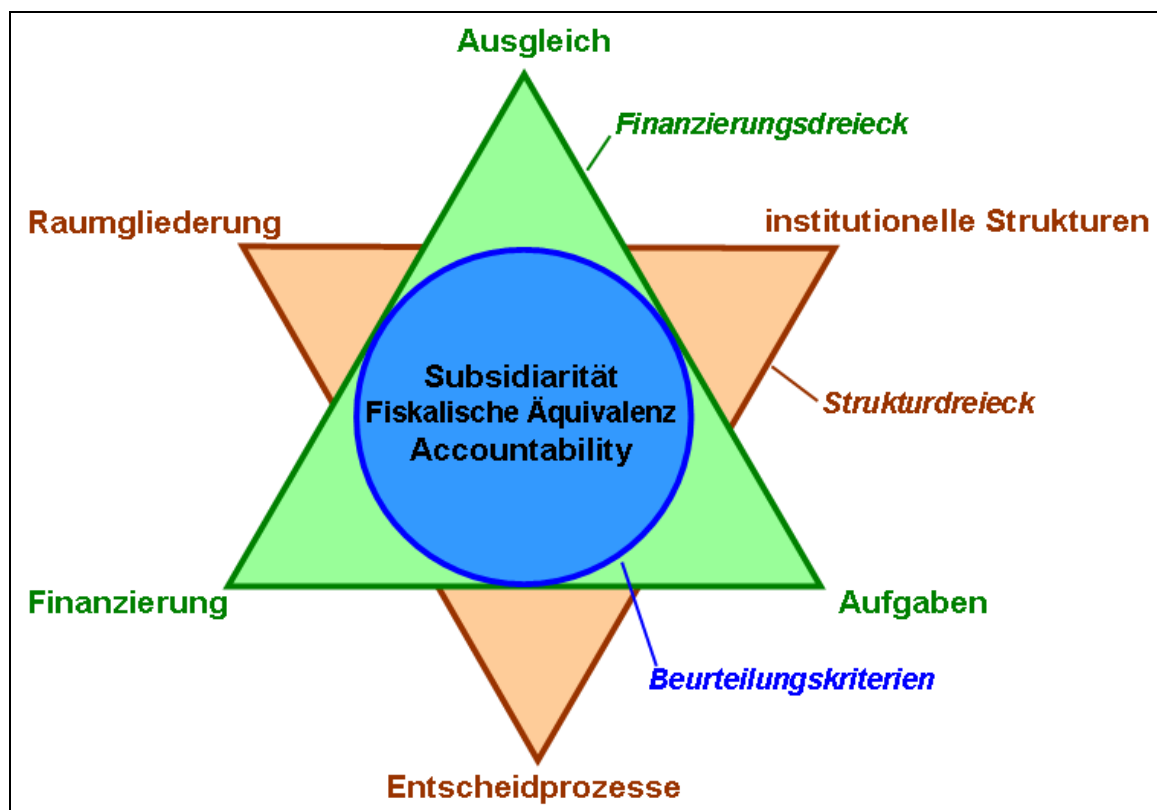 Ausgleich
Finanzierungsdreieck
Raumgliederung
institutionelle Strukturen
Subsidiarität
Fiskalische Äquivalenz
Accountability
Strukturdreieck
Finanzierung
Aufgaben
Beurteilungskriterien
Entscheidprozesse